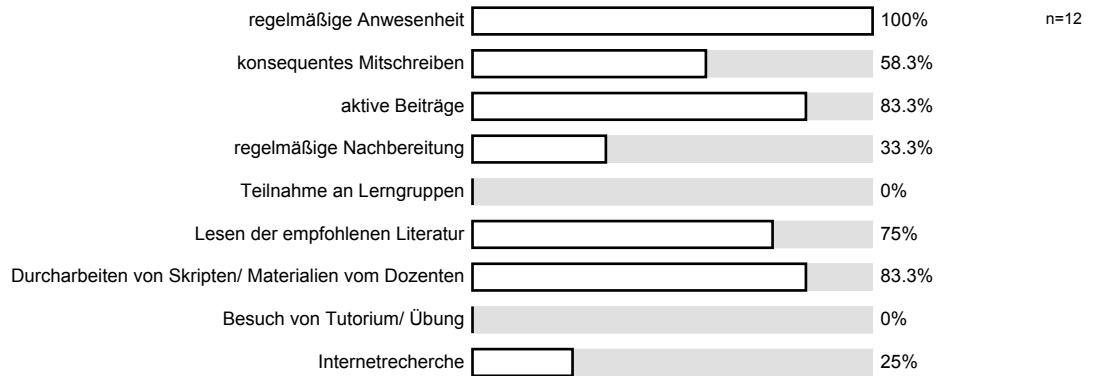 regelmäßige Anwesenheit 100% n=12
konsequentes Mitschreiben 58.3%
aktive Beiträge 83.3%
regelmäßige Nachbereitung 33.3%
Teilnahme an Lerngruppen 0%
Lesen der empfohlenen Literatur 75%
Durcharbeiten von Skripten/ Materialien vom Dozenten 83.3%
Besuch von Tutorium/ Übung 0%
Internetrecherche 25%